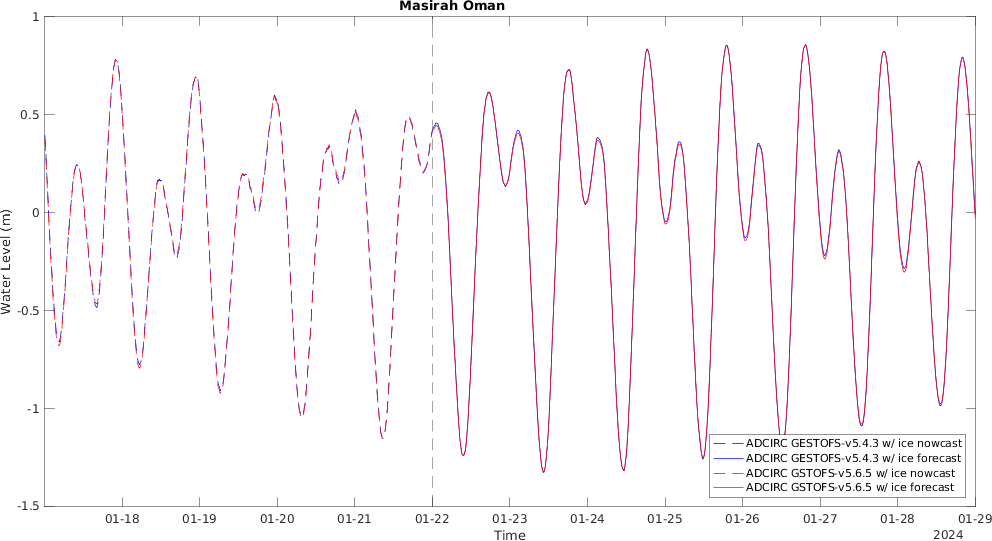 Masirah Oman
1
0.5
0
-0.5
-1
-1.5
Water Level (m)
01-18 01-19 01-20 01-21 01-22 01-23 01-24 01-25 01-26 01-27 01-28 01-29
Time
2024
ADCIRC GESTOFS-v5.4.3 w/ ice nowcast
ADCIRC GESTOFS-v5.4.3 w/ ice forecast
ADCIRC GSTOFS-v5.6.5 w/ ice nowcast
ADCIRC GSTOFS-v5.6.5 w/ ice forecast